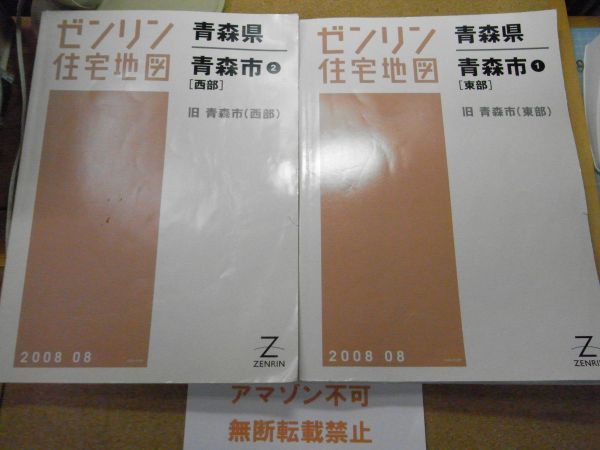 ゼンリン
住宅地図
青森県
青森市❷
[西部]
旧 青森市(西部)
2008 08
ZENRIN
ゼンリン
住宅地図
青森県
青森市❶
[東部]
旧 青森市(東部)
2008 08
ZENRIN
アマゾン不可
無断転載禁止